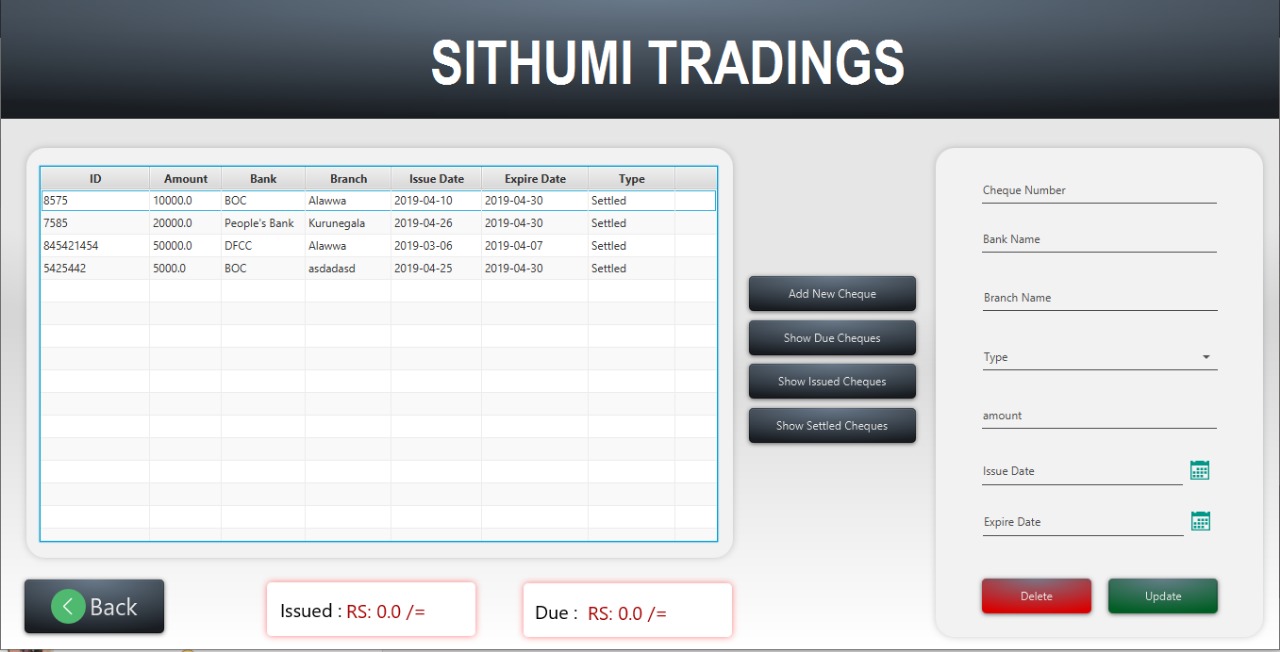 SITHUMI TRADINGS
ID Amount Bank Branch Issue Date Expire Date Type
8575 10000.0 BOC Alawwa 2019-04-10 2019-04-30 Settled
7585 20000.0 People's Bank Kurunegala 2019-04-26 2019-04-30 Settled
845421454 50000.0 DFCC Alawwa 2019-03-06 2019-04-07 Settled
5425442 5000.0 BOC asdadasd 2019-04-25 2019-04-30 Settled
Add New Cheque
Show Due Cheques
Show Issued Cheques
Show Settled Cheques
Cheque Number
Bank Name
Branch Name
Type
amount
Issue Date
Expire Date
Delete Update
Back
Issued : RS: 0.0 /=
Due : RS: 0.0 /=